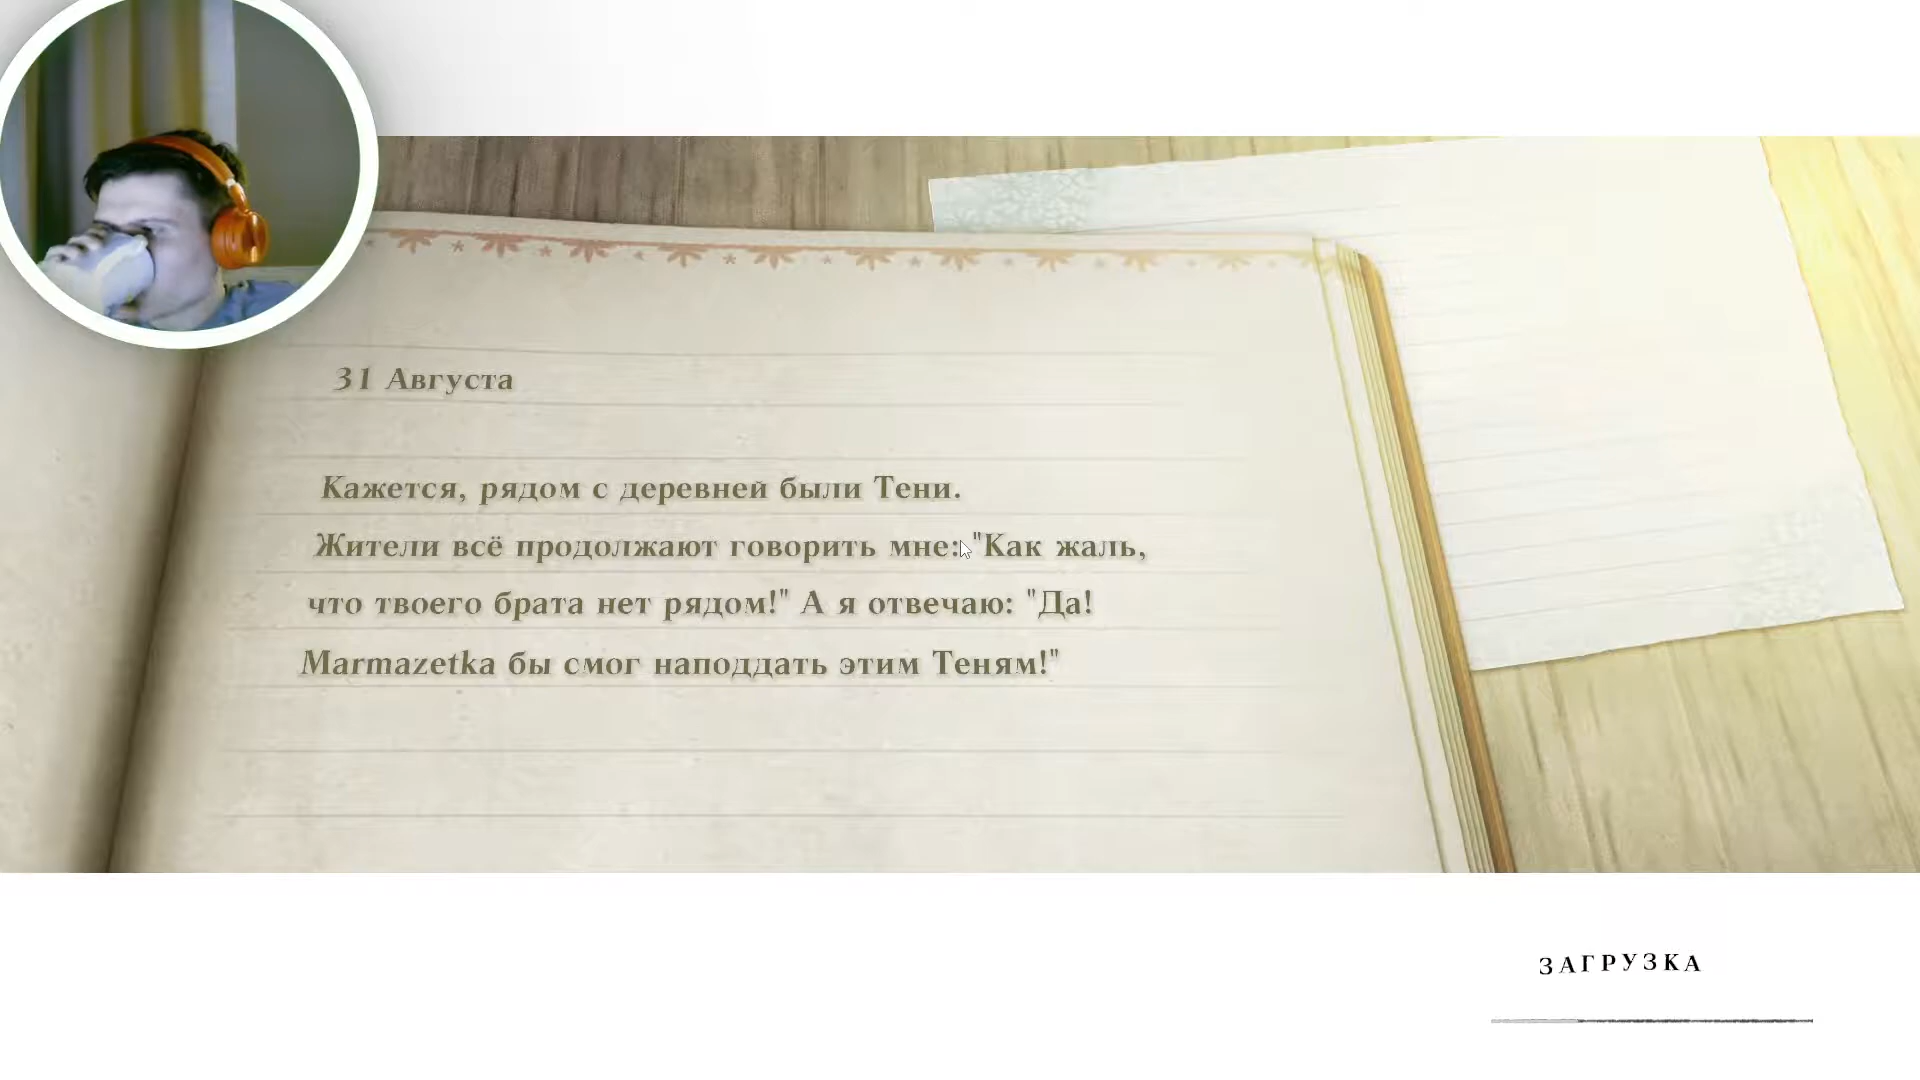 31 Августа
Кажется, рядом с деревней были Тени.
Жители всё продолжают говорить мне: "Как жаль,
что твоего брата нет рядом!" А я отвечаю: "Да!
Marmazetka бы смог наподдать этим Теням!"
ЗАГРУЗКА